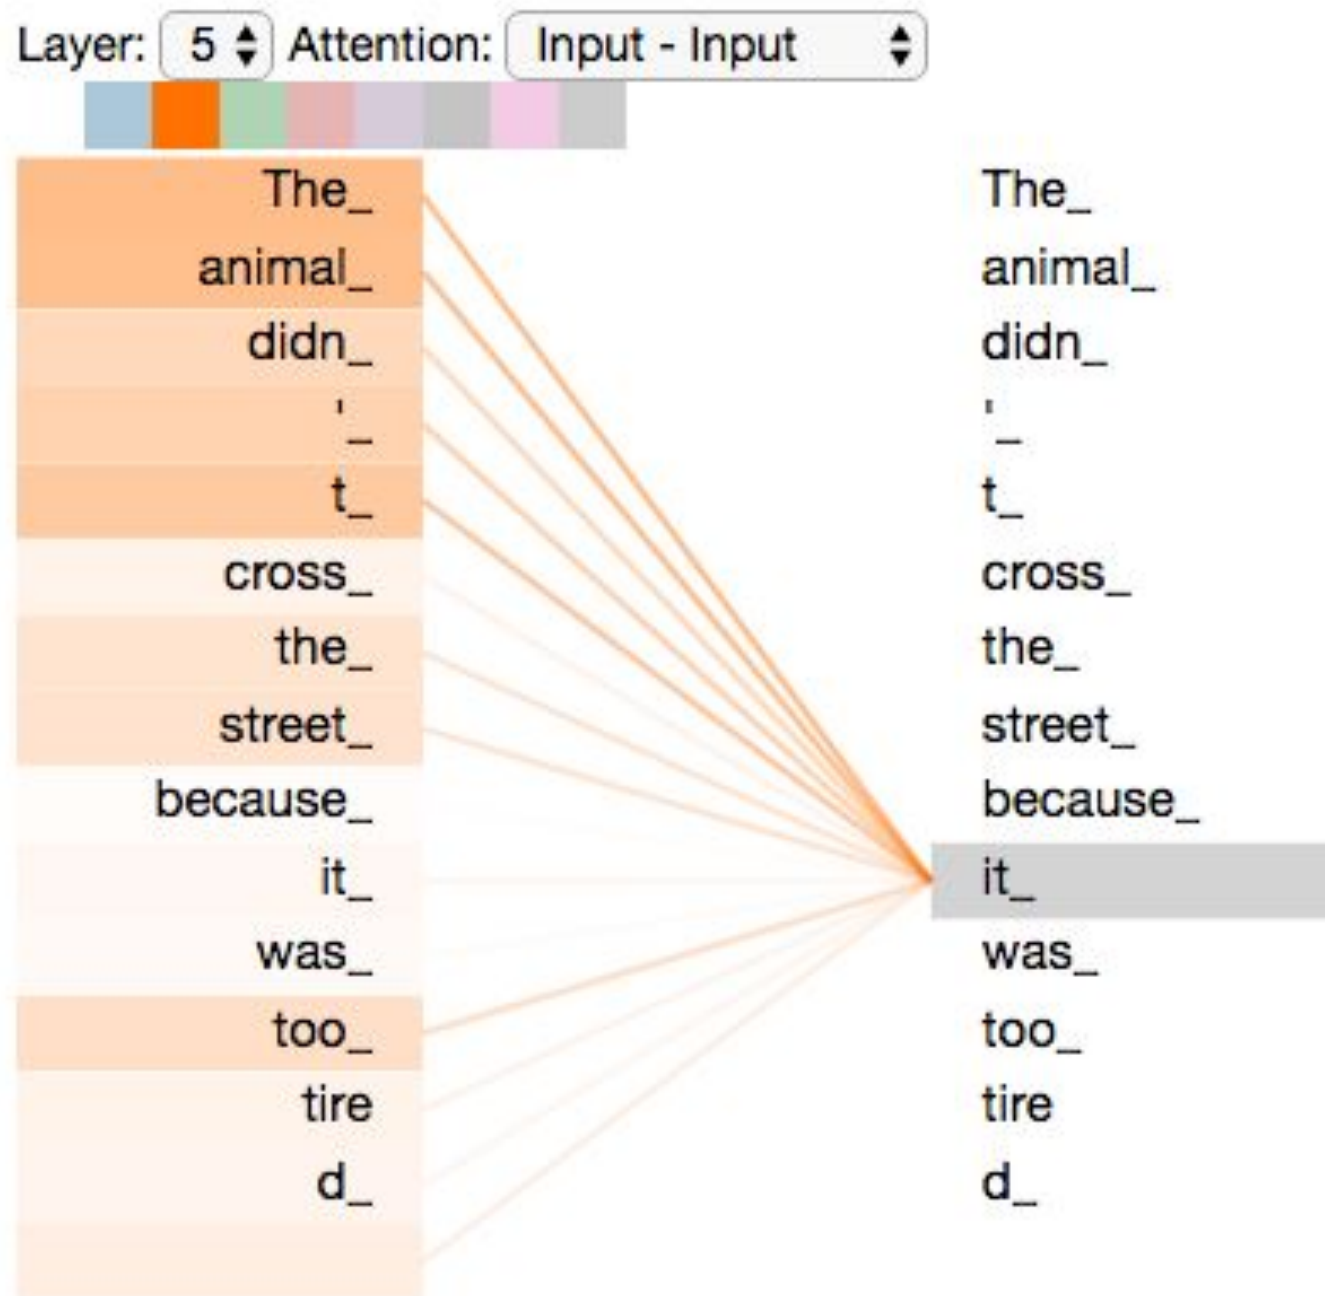 Layer: 5 Attention: Input - Input
The_ The_
animal_ animal_
didn_ didn_
'_ '_
t_ t_
cross_ cross_
the_ the_
street_ street_
because_ because_
it_ it_
was_ was_
too_ too_
tire tire
d_ d_